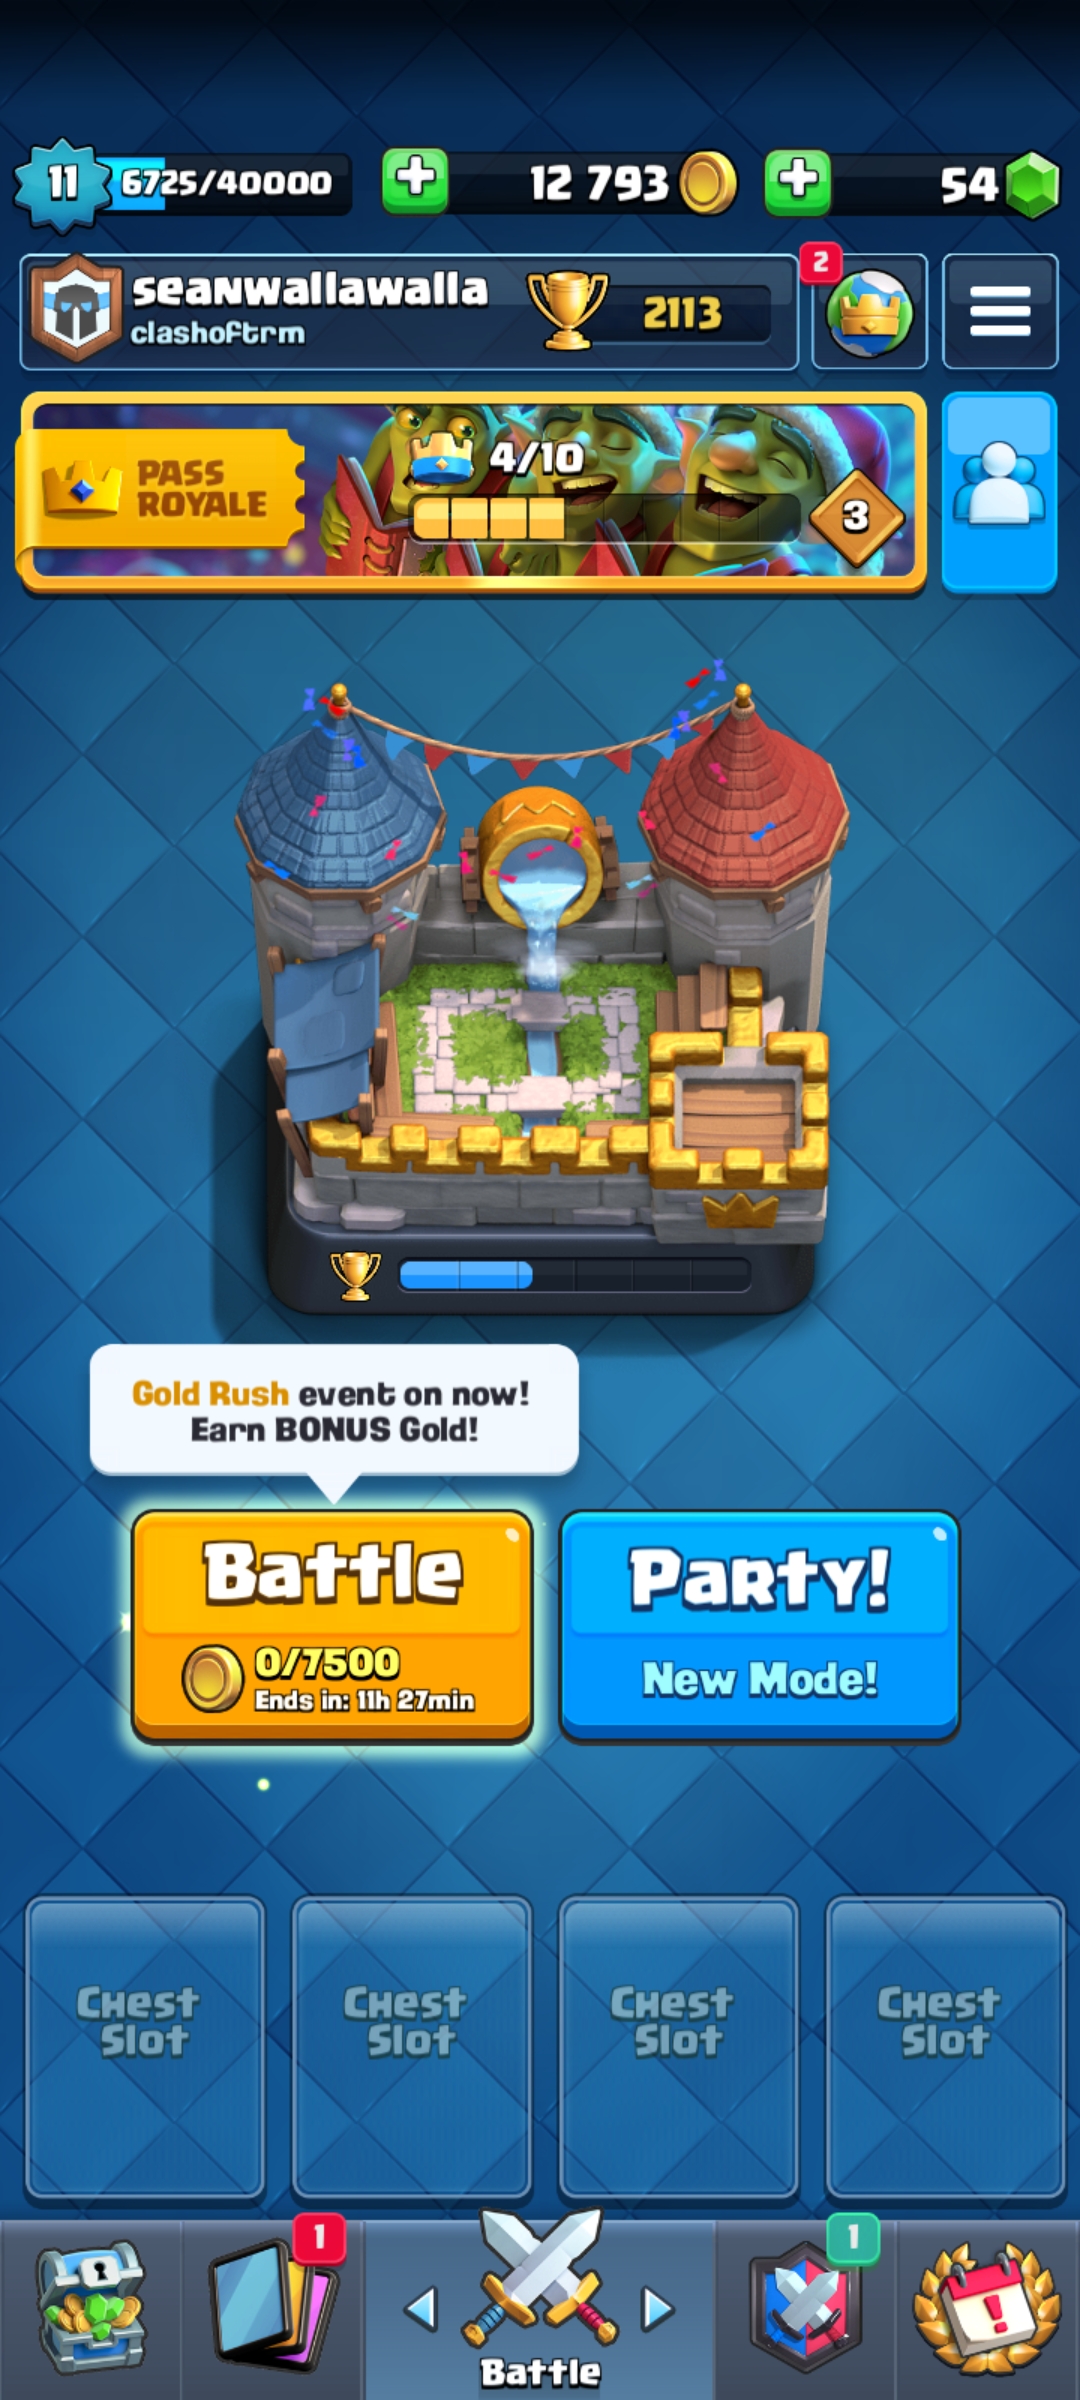 11
6725/40000
12 793
54
seanwallawalla
clashoftrm
2113
2
PASS
ROYALE
4/10
3
Gold Rush event on now!
Earn BONUS Gold!
Battle
0/7500
Ends in: 11h 27min
Party!
New Mode!
Chest
Slot
Chest
Slot
Chest
Slot
Chest
Slot
1
1
Battle